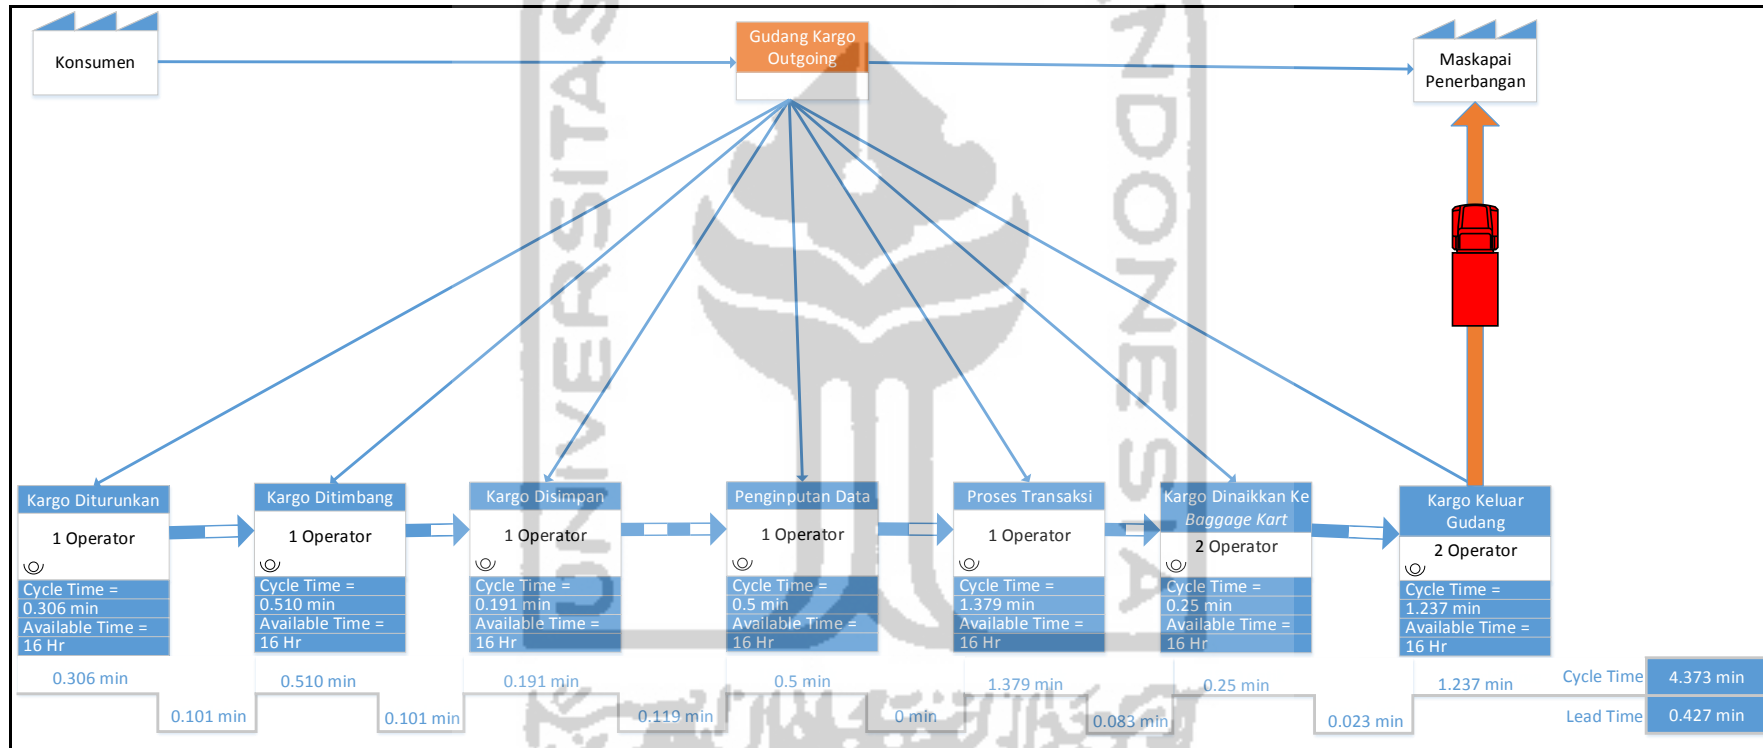 Konsumen
Gudang Kargo
Outgoing
Maskapai
Penerbangan
UNIVERSITAS
INDONESIA
Kargo Diturunkan
1 Operator
Cycle Time =
0.306 min
Available Time =
16 Hr
Kargo Ditimbang
1 Operator
Cycle Time =
0.510 min
Available Time =
16 Hr
Kargo Disimpan
1 Operator
Cycle Time =
0.191 min
Available Time =
16 Hr
Penginputan Data
1 Operator
Cycle Time =
0.5 min
Available Time =
16 Hr
Proses Transaksi
1 Operator
Cycle Time =
1.379 min
Available Time =
16 Hr
Kargo Dinaikkan Ke
Baggage Kart
2 Operator
Cycle Time =
0.25 min
Available Time =
16 Hr
Kargo Keluar
Gudang
2 Operator
Cycle Time =
1.237 min
Available Time =
16 Hr
0.306 min
0.510 min
0.191 min
0.5 min
1.379 min
0.25 min
1.237 min
Cycle Time 4.373 min
0.101 min
0.101 min
0.119 min
0 min
0.083 min
0.023 min
Lead Time 0.427 min